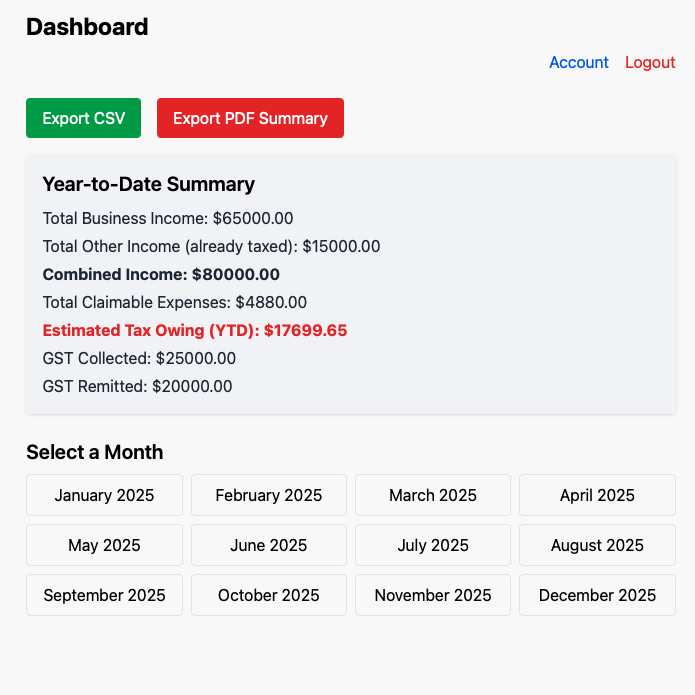 Dashboard
Account Logout
Export CSV Export PDF Summary
Year-to-Date Summary
Total Business Income: $65000.00
Total Other Income (already taxed): $15000.00
Combined Income: $80000.00
Total Claimable Expenses: $4880.00
Estimated Tax Owing (YTD): $17699.65
GST Collected: $25000.00
GST Remitted: $20000.00
Select a Month
January 2025 February 2025 March 2025 April 2025
May 2025 June 2025 July 2025 August 2025
September 2025 October 2025 November 2025 December 2025